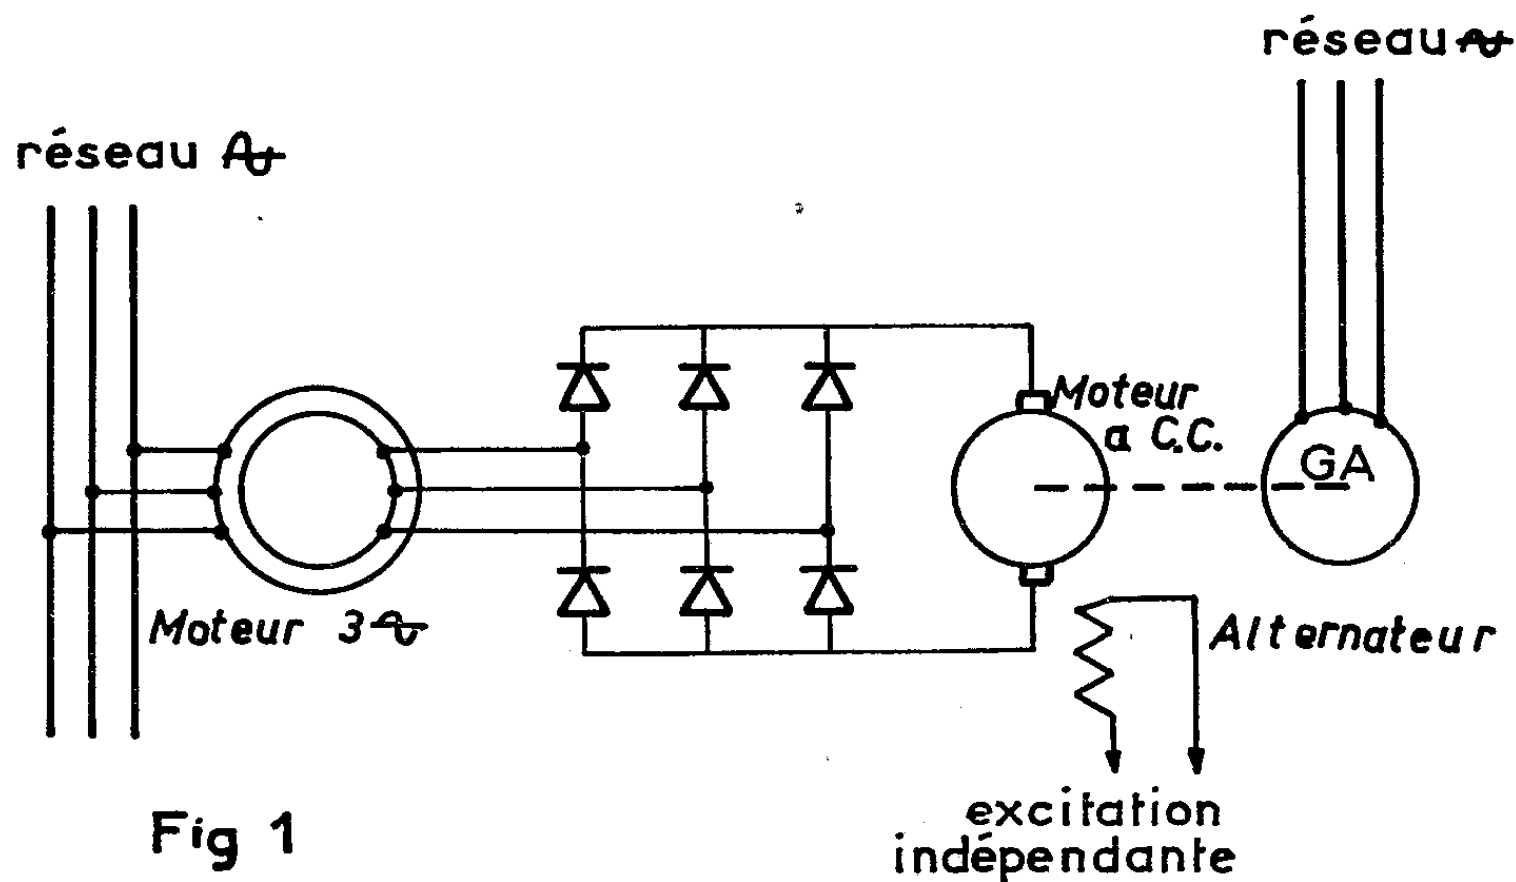 réseau
réseau
Moteur
a C.C.
GA
Moteur 3
Alternateur
excitation
indépendante
Fig 1